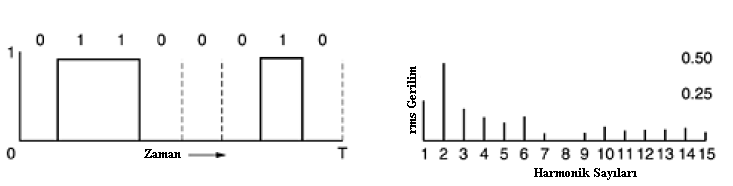 0 1 1 0 0 0 1 0
1
0 Zaman T
rms Gerilim
0.50
0.25
1 2 3 4 5 6 7 8 9 10 11 12 13 14 15
Harmonik Sayıları